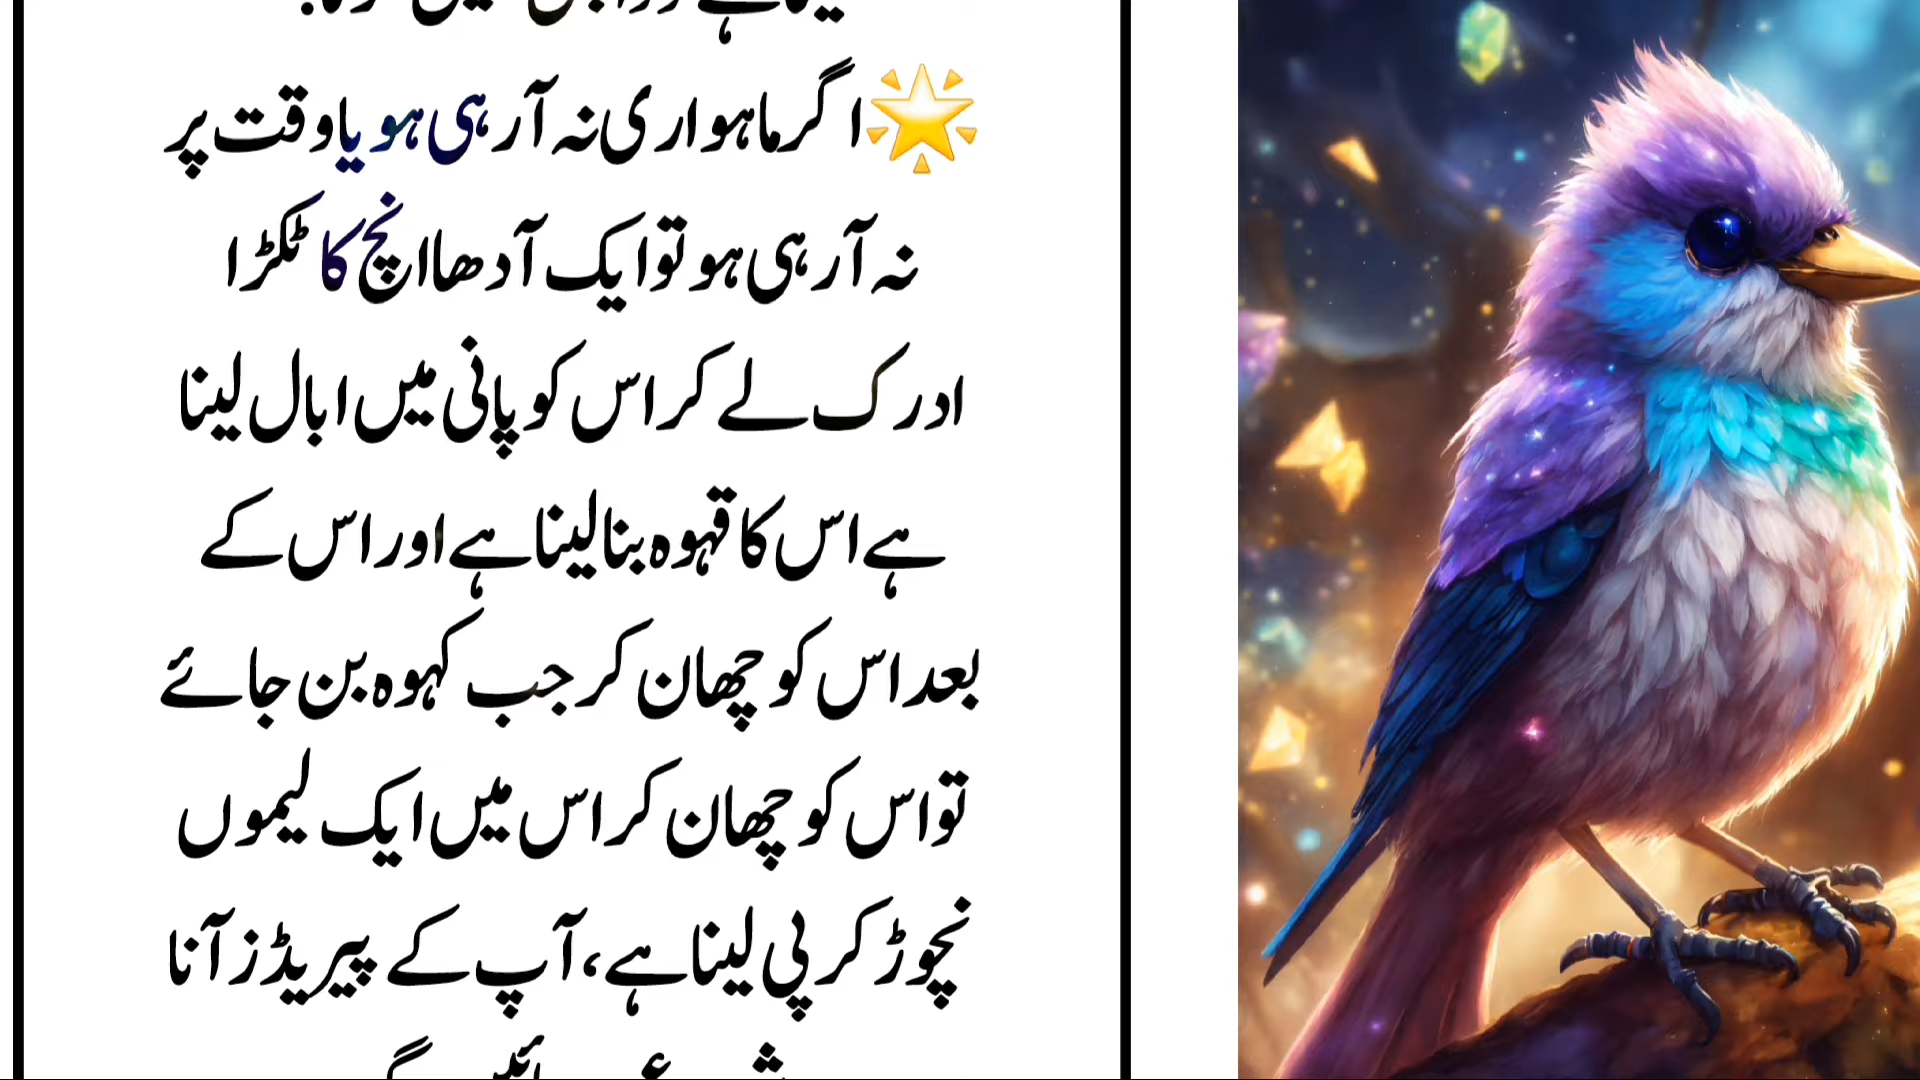 🌟اگر ماہواری نہ آرہی ہو یا وقت پر
نہ آرہی ہو تو ایک آدھا انچ کا ٹکڑا
ادرک لے کر اس کو پانی میں ابال لینا
ہے اس کا قہوہ بنا لینا ہے اور اس کے
بعد اس کو چھان کر جب کہوہ بن جائے
تو اس کو چھان کر اس میں ایک لیموں
نچوڑ کر پی لینا ہے، آپ کے پیریڈز آنا